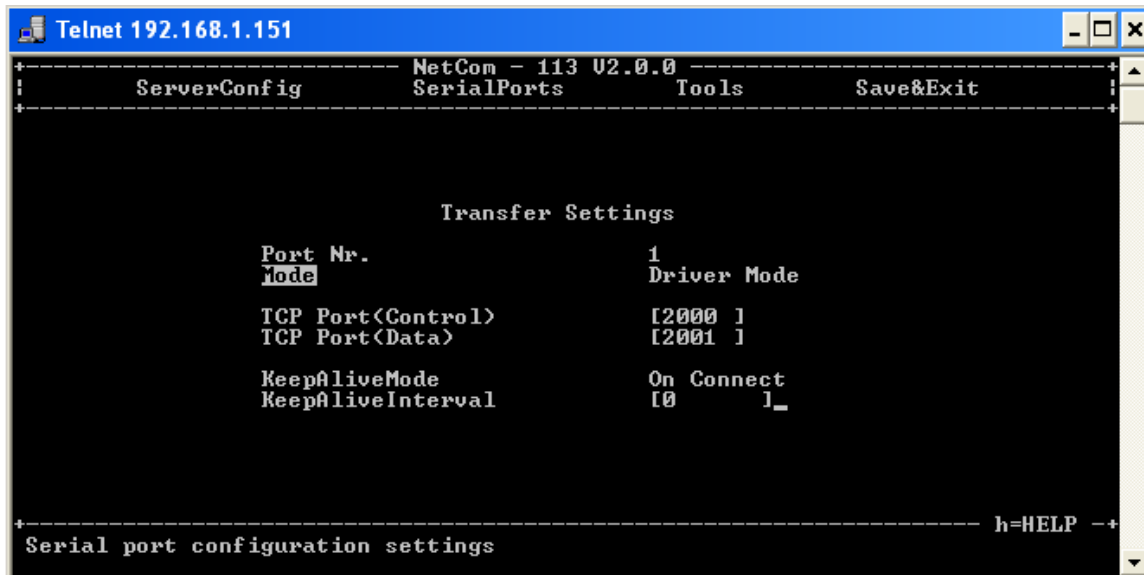 Telnet 192.168.1.151
NetCom - 113 V2.0.0
ServerConfig SerialPorts Tools Save&Exit
Transfer Settings
Port Nr. 1
Mode Driver Mode
TCP Port(Control) [2000 ]
TCP Port(Data) [2001 ]
KeepAliveMode On Connect
KeepAliveInterval [0 ]_
h=HELP
Serial port configuration settings